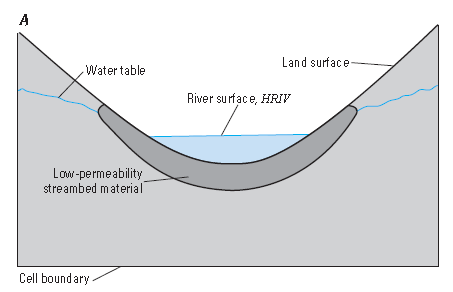 A
Water table
Land surface
River surface, HRIV
Low-permeability
streambed material
Cell boundary